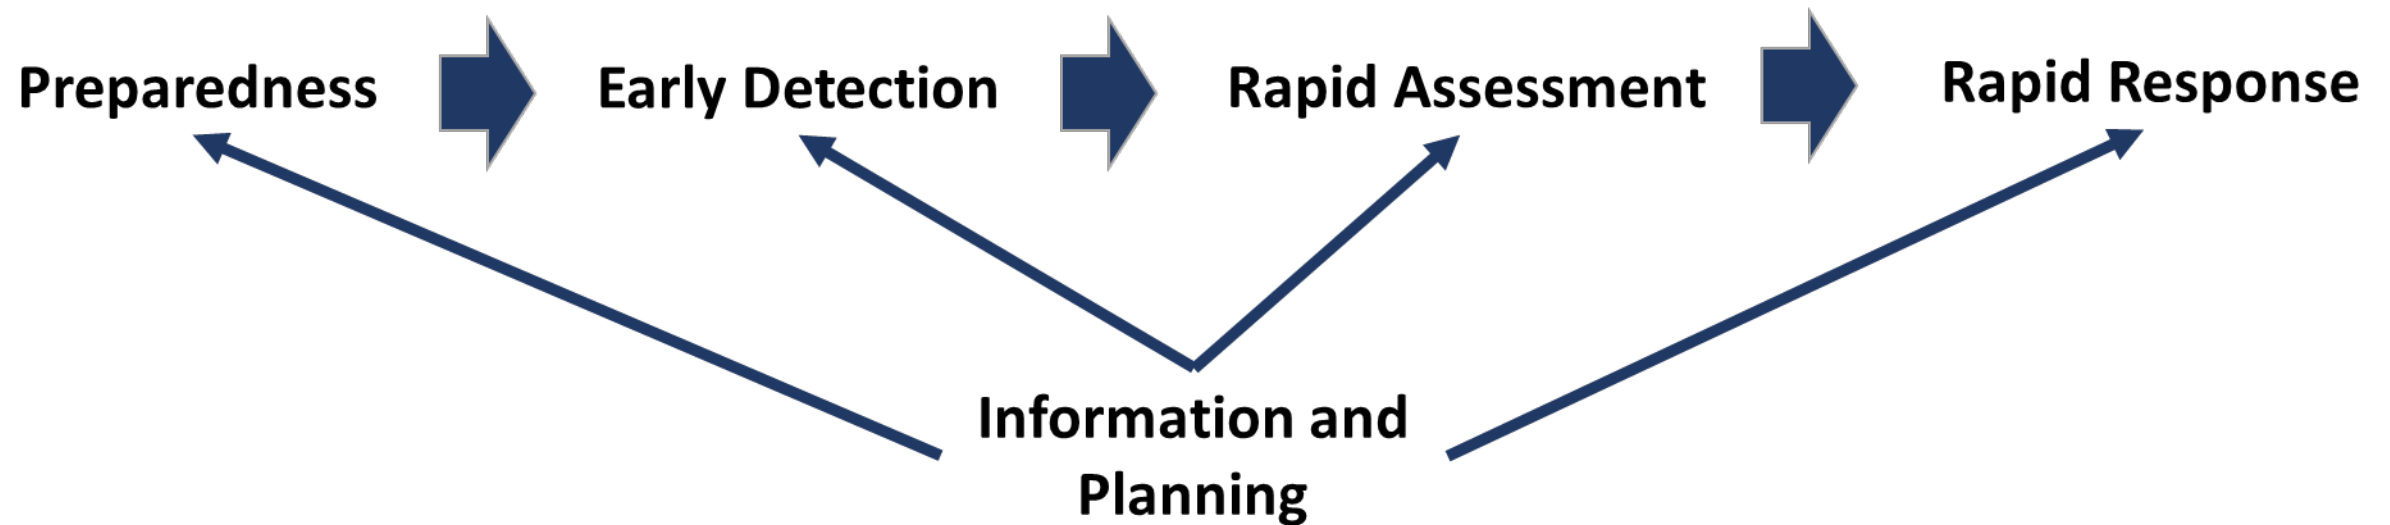 Preparedness
Early Detection
Rapid Assessment
Rapid Response
Information and
Planning